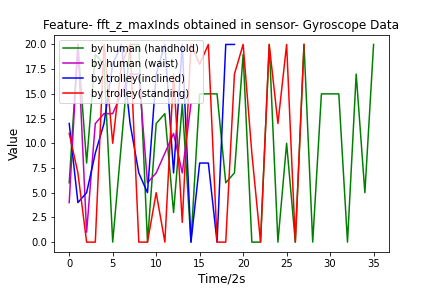 Feature- fft_z_maxInds obtained in sensor- Gyroscope Data
by human (handhold)
by human (waist)
by trolley(inclined)
by trolley(standing)
Value
20.0
17.5
15.0
12.5
10.0
7.5
5.0
2.5
0.0
0 5 10 15 20 25 30 35
Time/2s